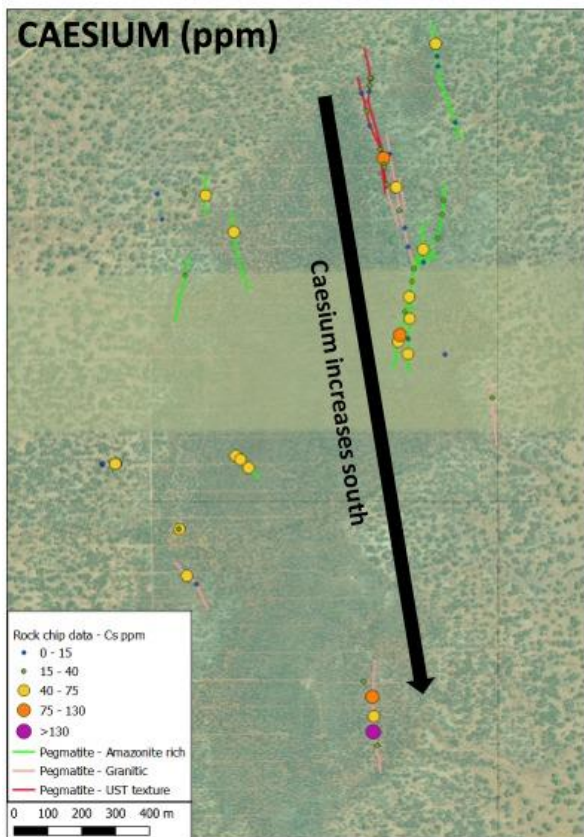 CAESIUM (ppm)
Caesium increases south
Rock chip data - Cs ppm
0 - 15
15 - 40
40 - 75
75 - 130
>130
Pegmatite - Amazonite rich
Pegmatite - Granitic
Pegmatite - UST texture
0 100 200 300 400 m